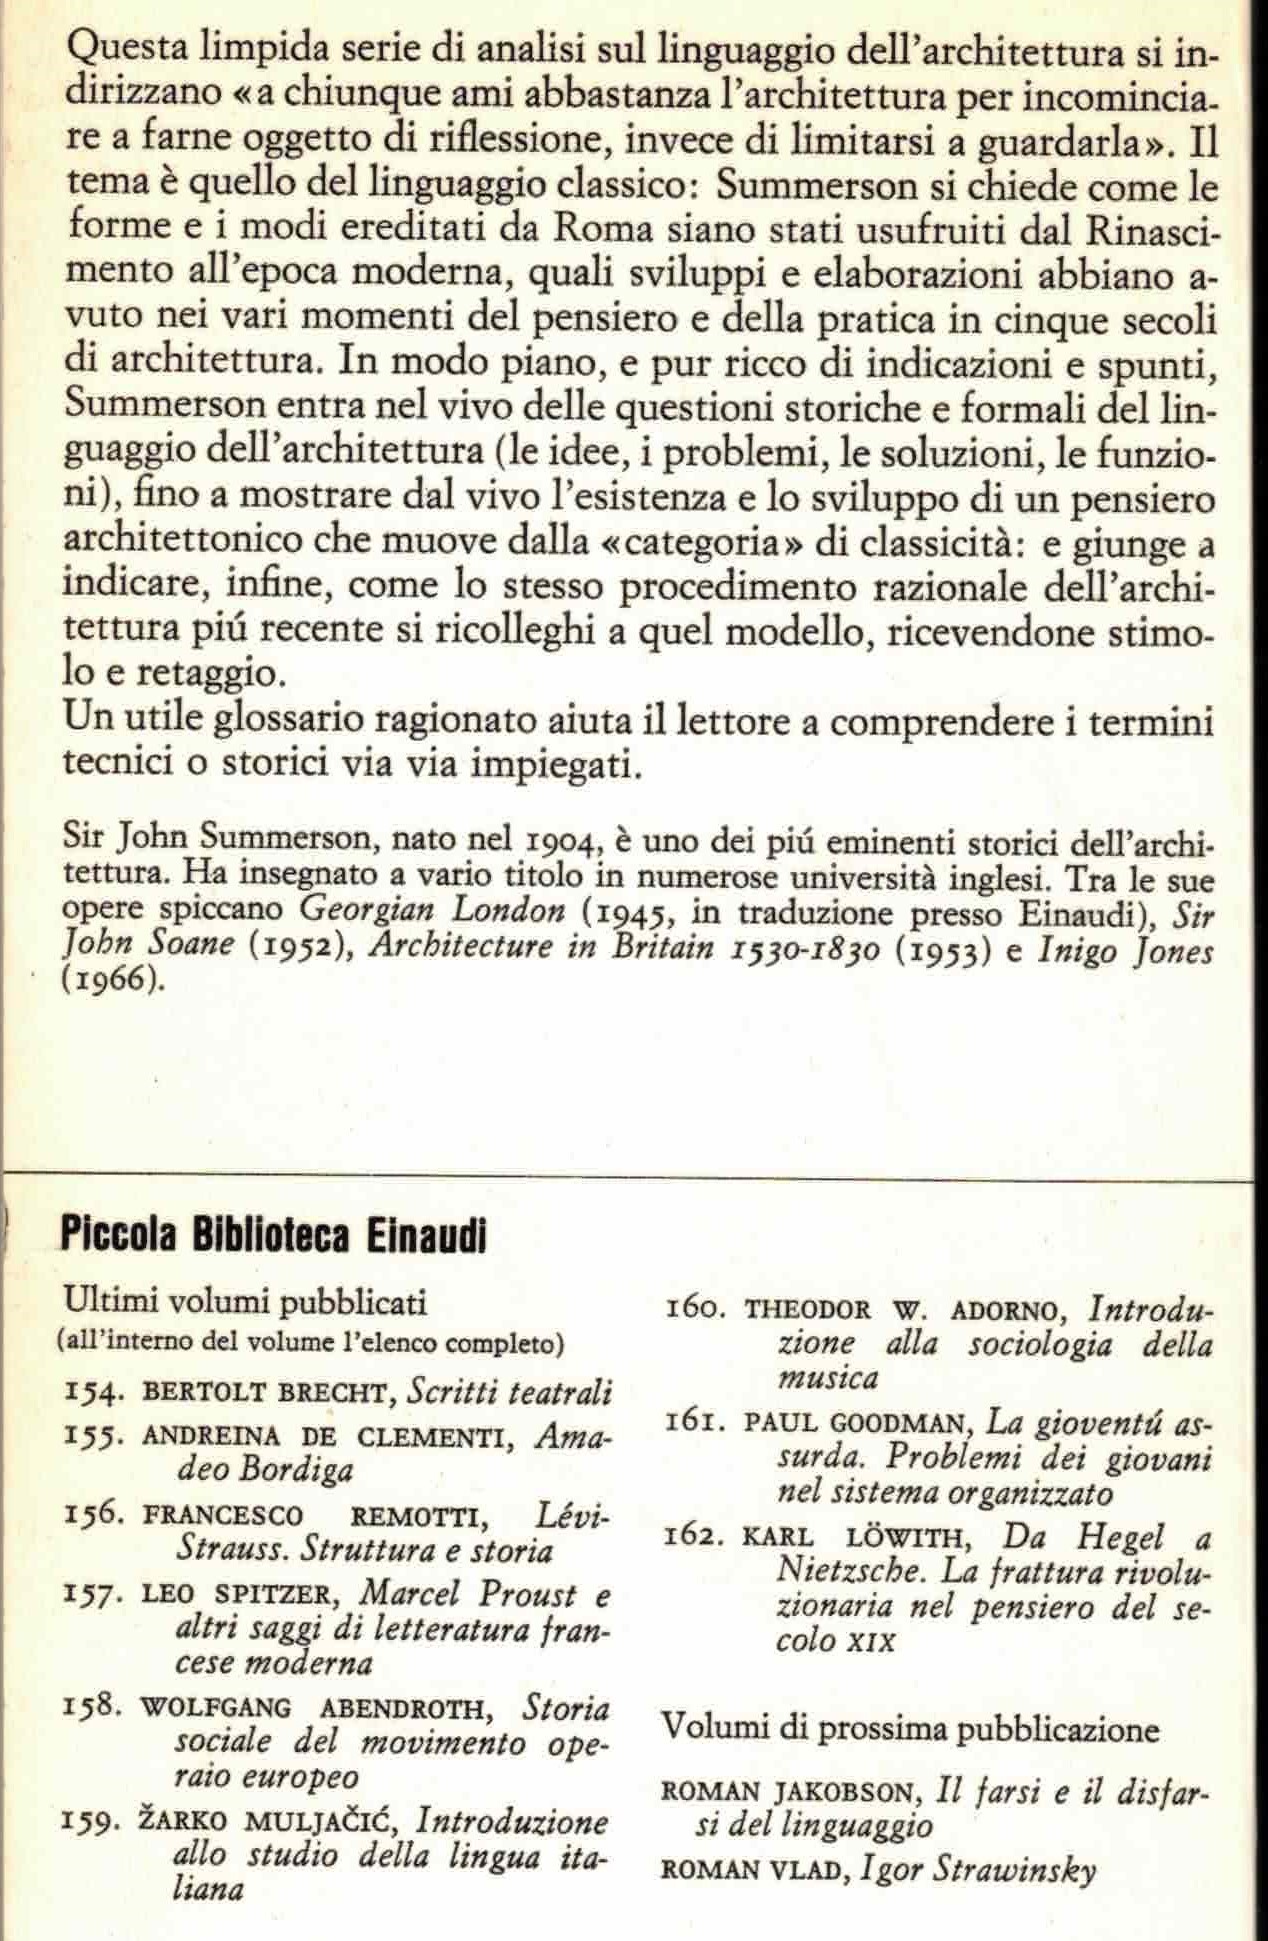 Questa limpida serie di analisi sul linguaggio dell'architettura si in-
dirizzano «a chiunque ami abbastanza l'architettura per incomincia-
re a farne oggetto di riflessione, invece di limitarsi a guardarla». Il
tema è quello del linguaggio classico: Summerson si chiede come le
forme e i modi ereditati da Roma siano stati usufruiti dal Rinasci-
mento all'epoca moderna, quali sviluppi e elaborazioni abbiano a-
vuto nei vari momenti del pensiero e della pratica in cinque secoli
di architettura. In modo piano, e pur ricco di indicazioni e spunti,
Summerson entra nel vivo delle questioni storiche e formali del lin-
guaggio dell'architettura (le idee, i problemi, le soluzioni, le funzio-
ni), fino a mostrare dal vivo l'esistenza e lo sviluppo di un pensiero
architettonico che muove dalla «categoria» di classicità: e giunge a
indicare, infine, come lo stesso procedimento razionale dell'archi-
tettura piú recente si ricolleghi a quel modello, ricevendone stimo-
lo e retaggio.
Un utile glossario ragionato aiuta il lettore a comprendere i termini
tecnici o storici via via impiegati.
Sir John Summerson, nato nel 1904, è uno dei piú eminenti storici dell'archi-
tettura. Ha insegnato a vario titolo in numerose università inglesi. Tra le sue
opere spiccano Georgian London (1945, in traduzione presso Einaudi), Sir
John Soane (1952), Architecture in Britain 1530-1830 (1953) e Inigo Jones
(1966).
Piccola Biblioteca Einaudi
Ultimi volumi pubblicati
(all'interno del volume l'elenco completo)
154. BERTOLT BRECHT, Scritti teatrali
155. ANDREINA DE CLEMENTI, Ama-
deo Bordiga
156. FRANCESCO REMOTTI, Lévi-
Strauss. Struttura e storia
157. LEO SPITZER, Marcel Proust e
altri saggi di letteratura fran-
cese moderna
158. WOLFGANG ABENDROTH, Storia
sociale del movimento ope-
raio europeo
159. ŽARKO MULJAČIĆ, Introduzione
allo studio della lingua ita-
liana
160. THEODOR W. ADORNO, Introdu-
zione alla sociologia della
musica
161. PAUL GOODMAN, La gioventú as-
surda. Problemi dei giovani
nel sistema organizzato
162. KARL LÖWITH, Da Hegel a
Nietzsche. La frattura rivolu-
zionaria nel pensiero del se-
colo XIX
Volumi di prossima pubblicazione
ROMAN JAKOBSON, Il farsi e il disfar-
si del linguaggio
ROMAN VLAD, Igor Strawinsky